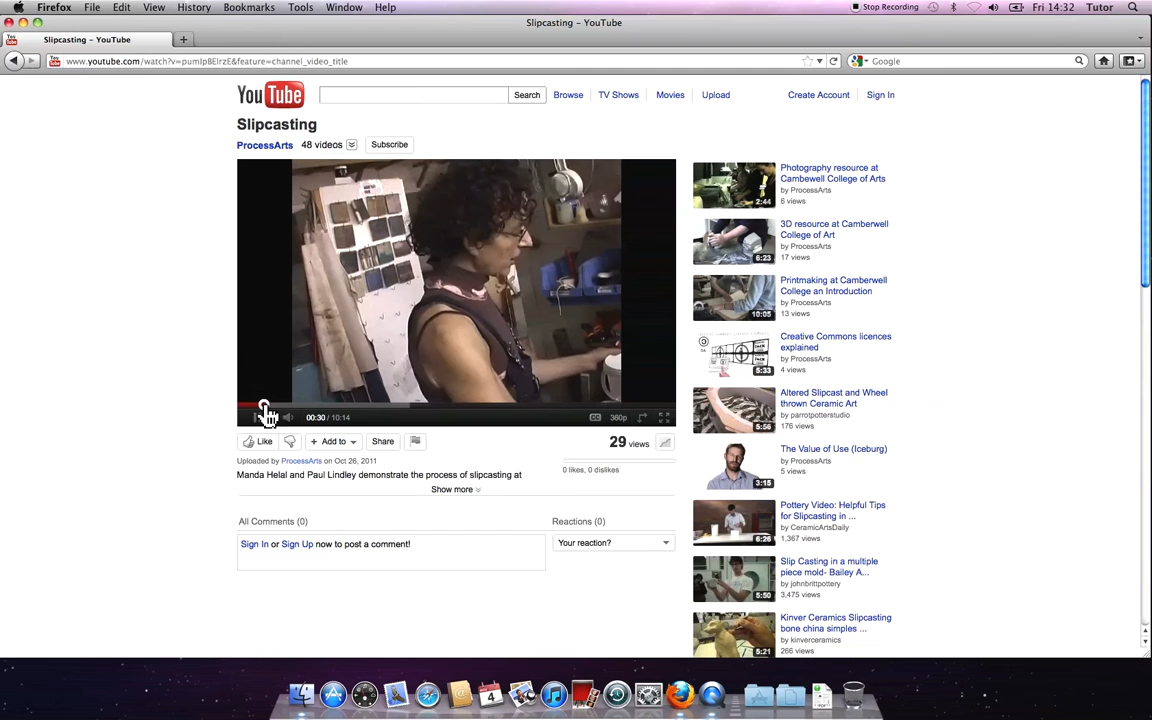 Firefox File Edit View History Bookmarks Tools Window Help Stop Recording Fri 14:32 Tutor
Slipcasting – YouTube
Slipcasting – YouTube
www.youtube.com/watch?v=pumIpBElrzE&feature=channel_video_title
Google
YouTube
Search Browse TV Shows Movies Upload Create Account Sign In
Slipcasting
ProcessArts 48 videos Subscribe
00:30 / 10:14 CC 360p
Like Add to Share 29 views
Uploaded by ProcessArts on Oct 26, 2011
0 likes, 0 dislikes
Manda Helal and Paul Lindley demonstrate the process of slipcasting at
Show more
All Comments (0)
Sign In or Sign Up now to post a comment!
Reactions (0)
Your reaction?
Photography resource at
Cambewell College of Arts
by ProcessArts
6 views
2:44
3D resource at Camberwell
College of Art
by ProcessArts
17 views
6:23
Printmaking at Camberwell
College an Introduction
by ProcessArts
13 views
10:05
Creative Commons licences
explained
by ProcessArts
4 views
5:33
Altered Slipcast and Wheel
thrown Ceramic Art
by parrotpotterstudio
176 views
5:56
The Value of Use (Iceburg)
by ProcessArts
5 views
3:15
Pottery Video: Helpful Tips
for Slipcasting in ...
by CeramicArtsDaily
1,367 views
6:26
Slip Casting in a multiple
piece mold- Bailey A...
by johnbrittpottery
3,475 views
5:50
Kinver Ceramics Slipcasting
bone china simples ...
by kinverceramics
266 views
5:21
4